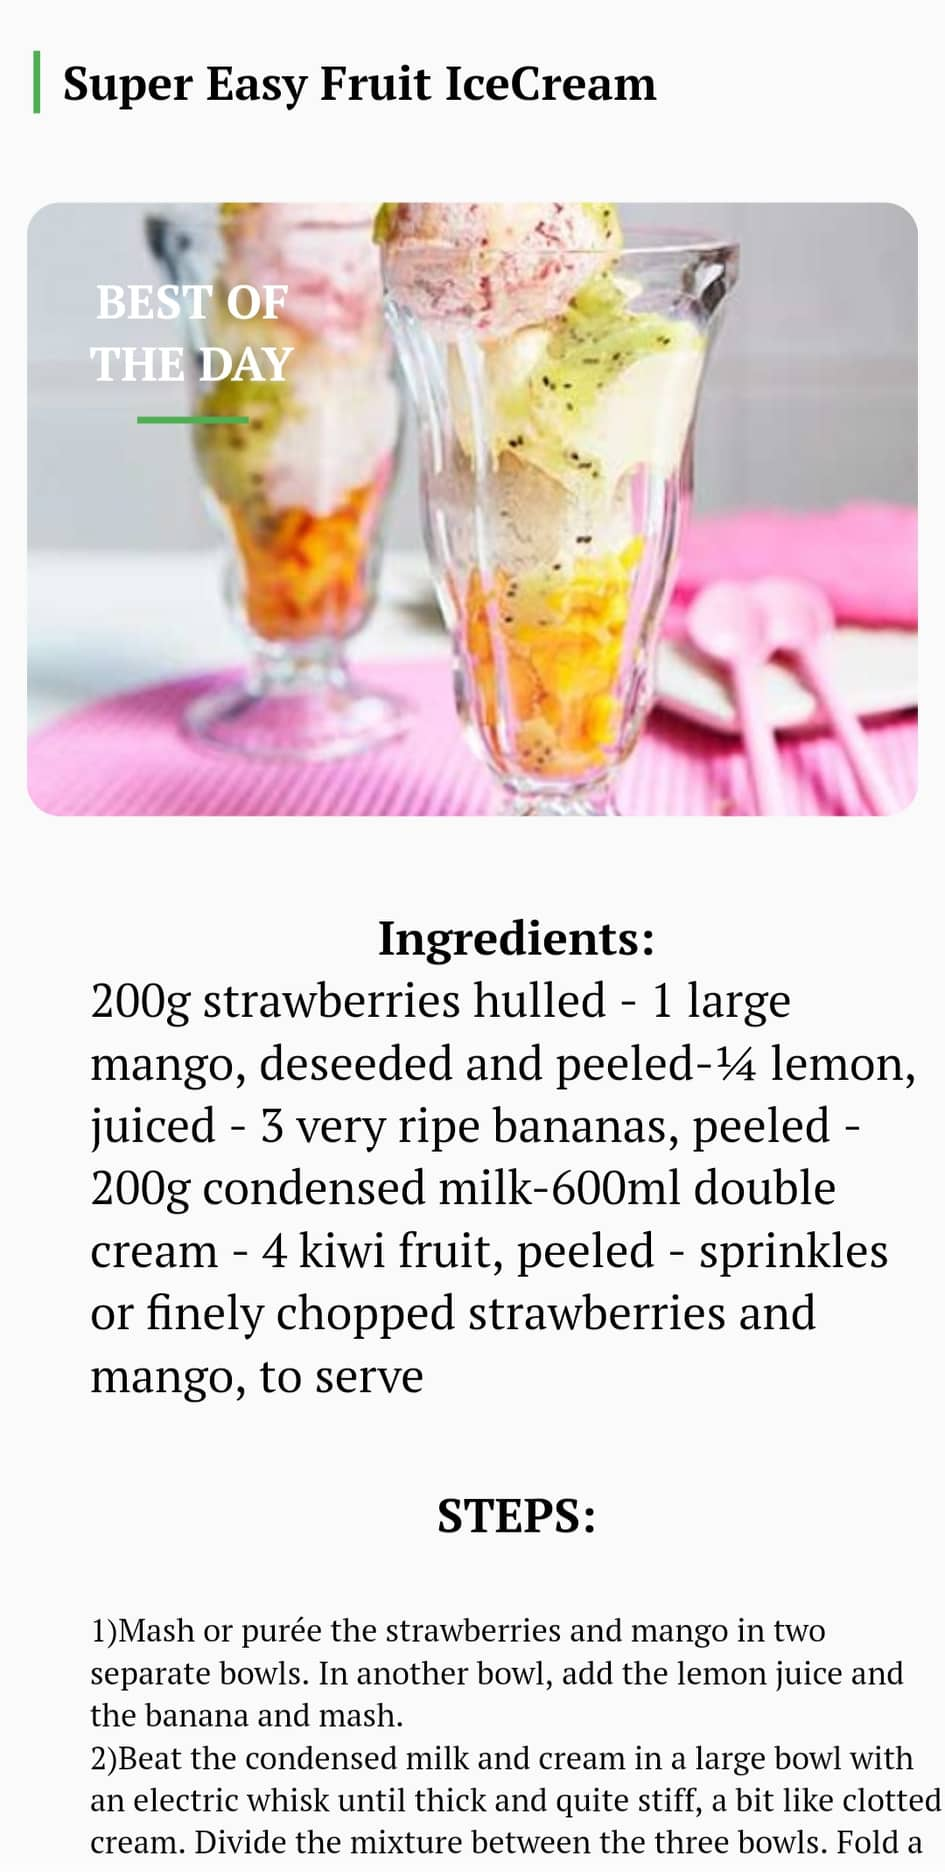 Super Easy Fruit IceCream
BEST OF
THE DAY
Ingredients:
200g strawberries hulled - 1 large
mango, deseeded and peeled-¼ lemon,
juiced - 3 very ripe bananas, peeled -
200g condensed milk-600ml double
cream - 4 kiwi fruit, peeled - sprinkles
or finely chopped strawberries and
mango, to serve
STEPS:
1)Mash or purée the strawberries and mango in two
separate bowls. In another bowl, add the lemon juice and
the banana and mash.
2)Beat the condensed milk and cream in a large bowl with
an electric whisk until thick and quite stiff, a bit like clotted
cream. Divide the mixture between the three bowls. Fold a